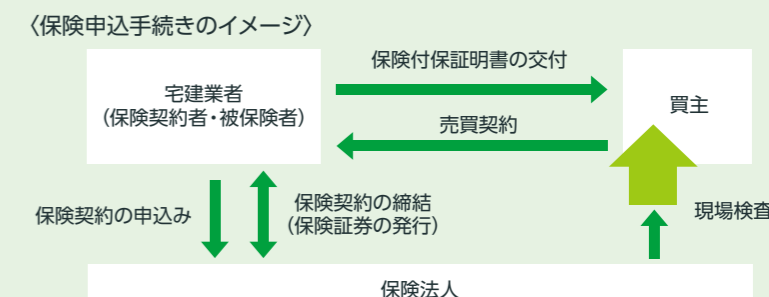 〈保険申込手続きのイメージ〉
保険付保証明書の交付
宅建業者
（保険契約者・被保険者）
買主
売買契約
保険契約の申込み
保険契約の締結
（保険証券の発行）
現場検査
保険法人